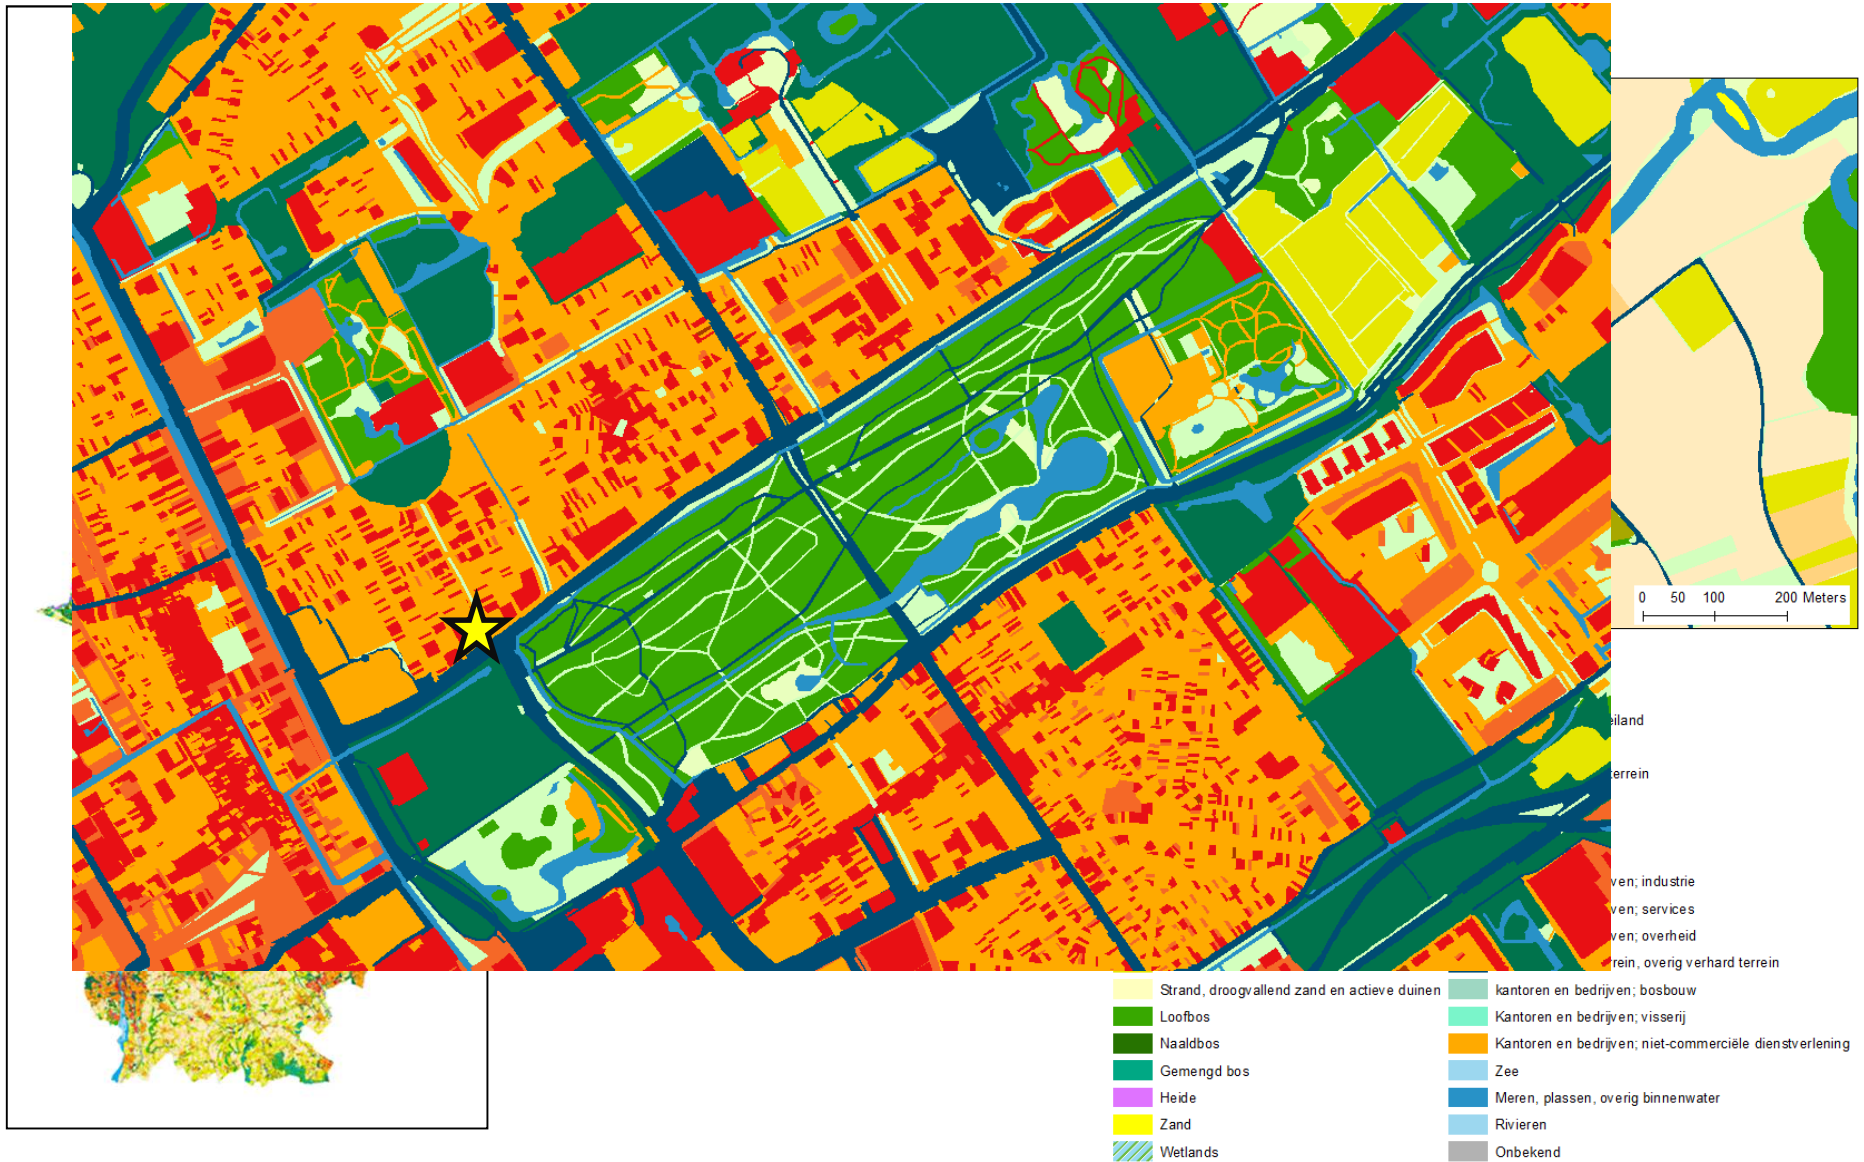 0 50 100 200 Meters
eiland
terrein
ven; industrie
ven; services
ven; overheid
rrein, overig verhard terrein
Strand, droogvallend zand en actieve duinen
kantoren en bedrijven; bosbouw
Loofbos
Kantoren en bedrijven; visserij
Naaldbos
Kantoren en bedrijven; niet-commerciële dienstverlening
Gemengd bos
Zee
Heide
Meren, plassen, overig binnenwater
Zand
Rivieren
Wetlands
Onbekend